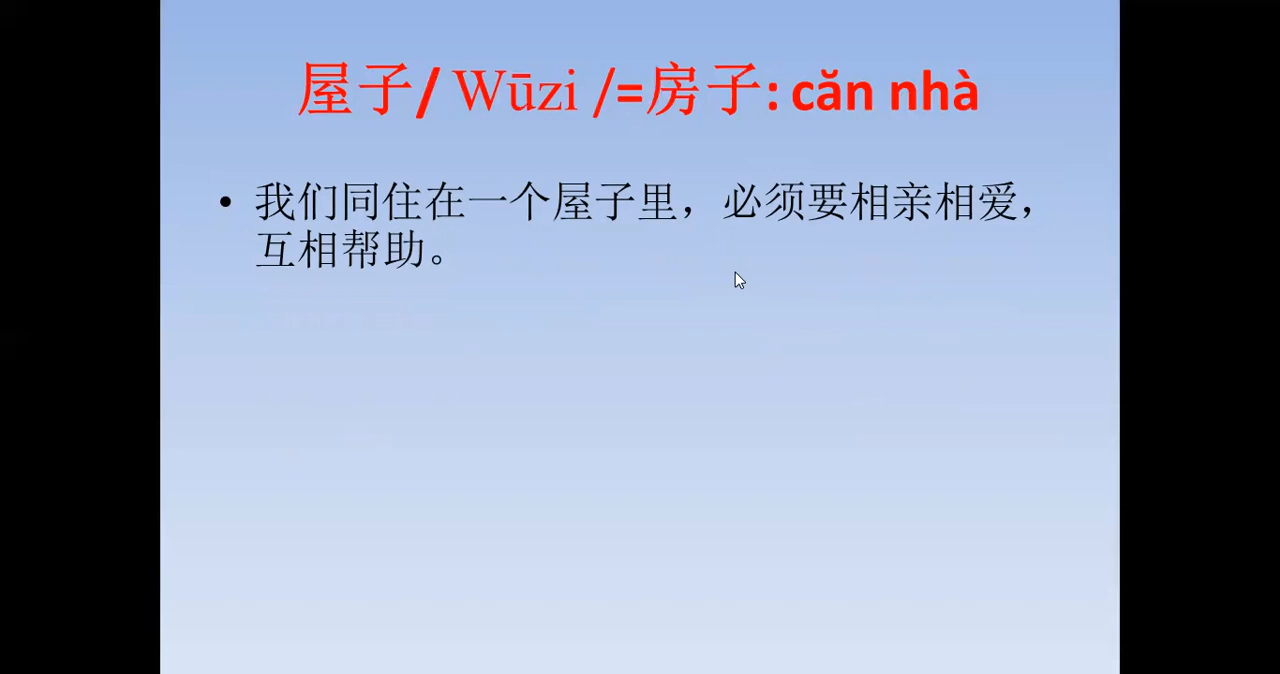 屋子/ Wūzi /=房子: căn nhà
• 我们同住在一个屋子里，必须要相亲相爱，
互相帮助。